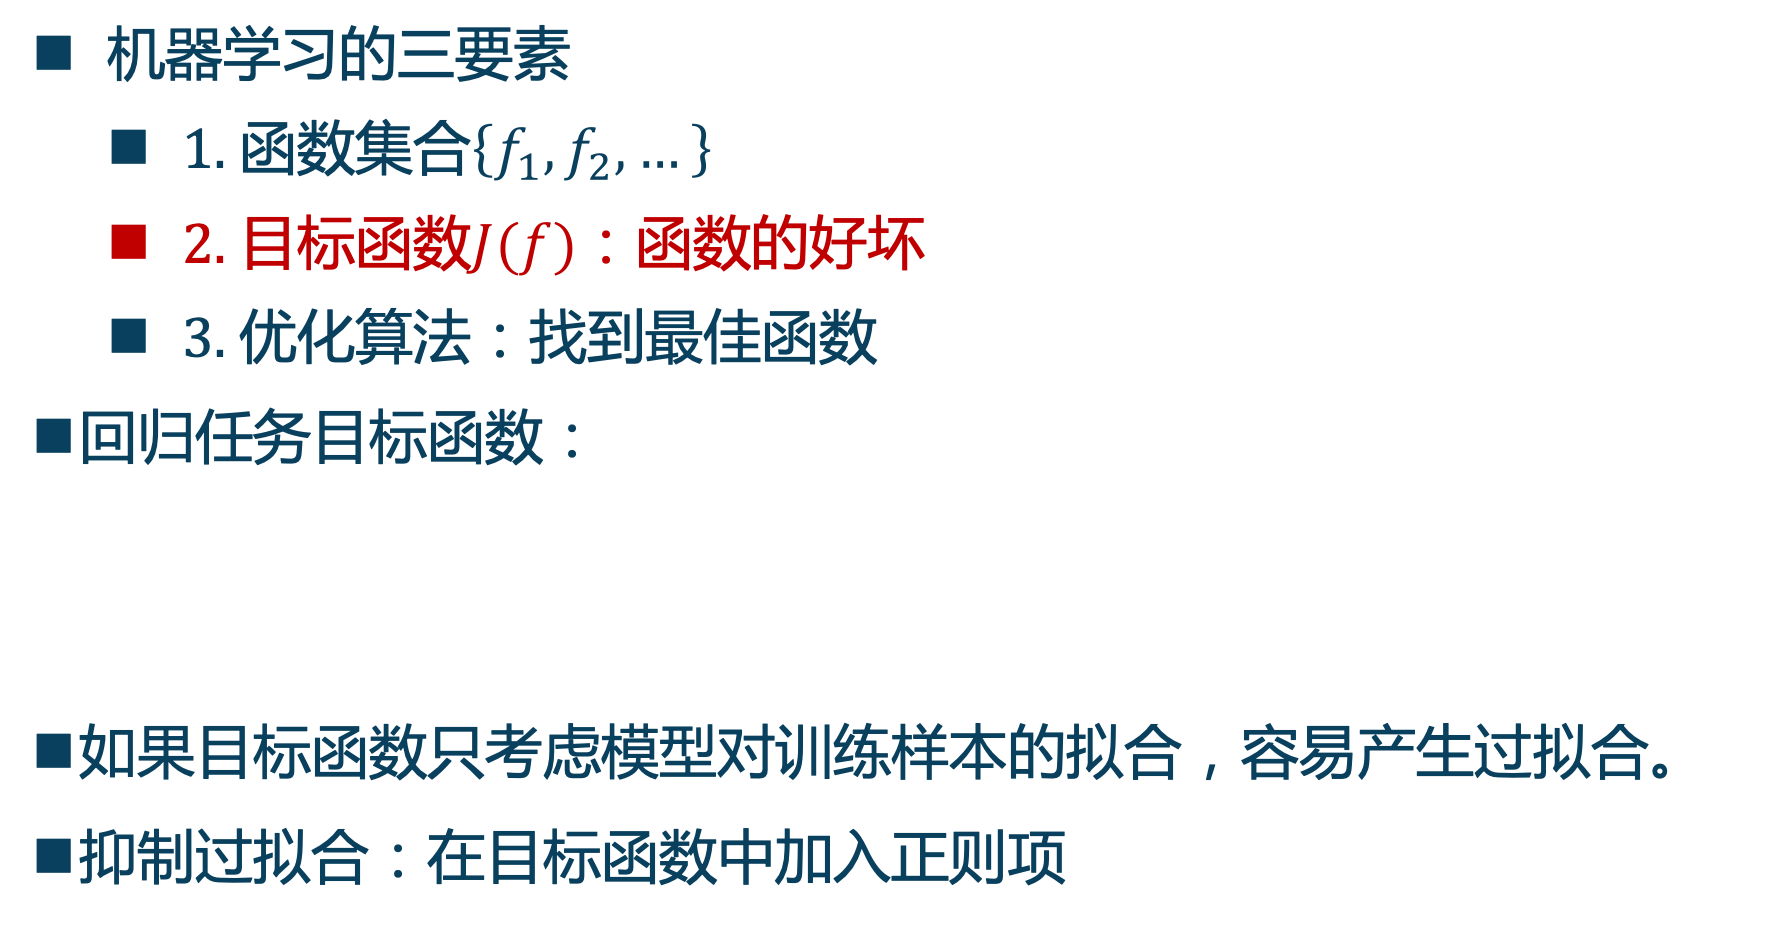 ■ 机器学习的三要素
■ 1. 函数集合{f₁, f₂, … }
■ 2. 目标函数J(f)：函数的好坏
■ 3. 优化算法：找到最佳函数
■回归任务目标函数：
■如果目标函数只考虑模型对训练样本的拟合，容易产生过拟合。
■抑制过拟合：在目标函数中加入正则项